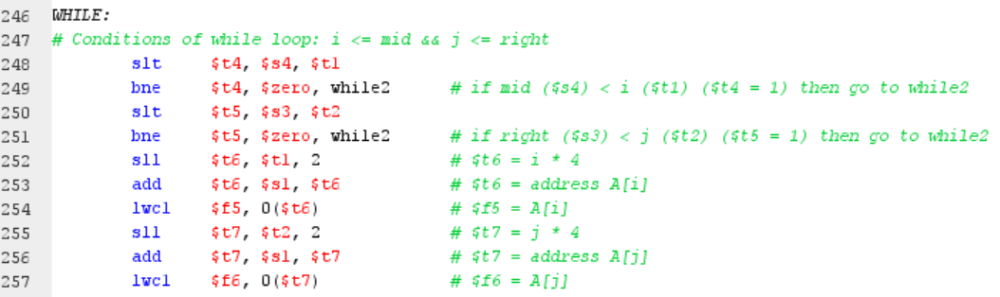 246 WHILE:
247 # Conditions of while loop: i <= mid && j <= right
248 slt $t4, $s4, $t1
249 bne $t4, $zero, while2 # if mid ($s4) < i ($t1) ($t4 = 1) then go to while2
250 slt $t5, $s3, $t2
251 bne $t5, $zero, while2 # if right ($s3) < j ($t2) ($t5 = 1) then go to while2
252 sll $t6, $t1, 2 # $t6 = i * 4
253 add $t6, $s1, $t6 # $t6 = address A[i]
254 lwc1 $f5, 0($t6) # $f5 = A[i]
255 sll $t7, $t2, 2 # $t7 = j * 4
256 add $t7, $s1, $t7 # $t7 = address A[j]
257 lwc1 $f6, 0($t7) # $f6 = A[j]